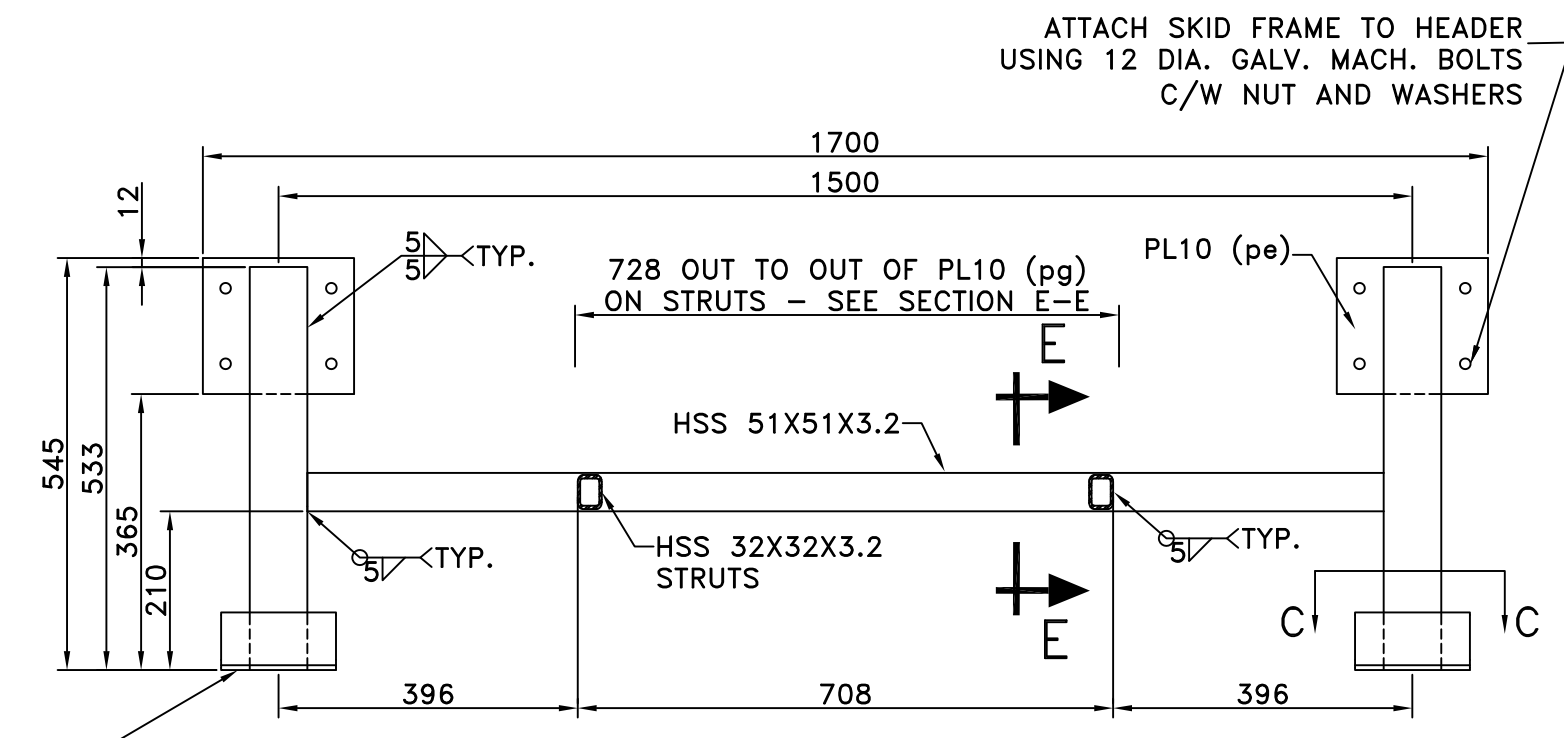 ATTACH SKID FRAME TO HEADER
USING 12 DIA. GALV. MACH. BOLTS
C/W NUT AND WASHERS
1700
1500
12
5
5
TYP.
728 OUT TO OUT OF PL10 (pg)
ON STRUTS – SEE SECTION E–E
PL10 (pe)
E
HSS 51X51X3.2
545
533
365
210
5
TYP.
HSS 32X32X3.2
STRUTS
5
TYP.
E
C
C
396
708
396